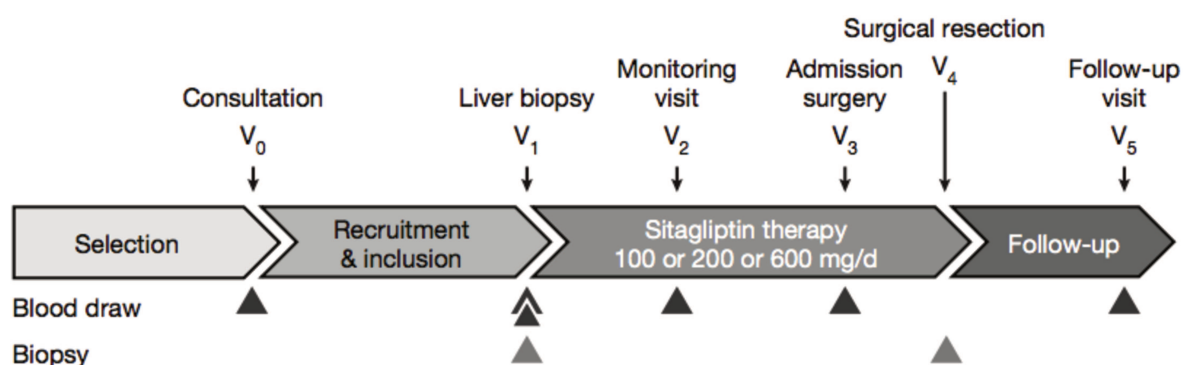 Surgical resection
V4
Monitoring visit
Admission surgery
Follow-up visit
Consultation
Liver biopsy
V0
V1
V2
V3
V5
Selection
Recruitment
& inclusion
Sitagliptin therapy
100 or 200 or 600 mg/d
Follow-up
Blood draw
Biopsy